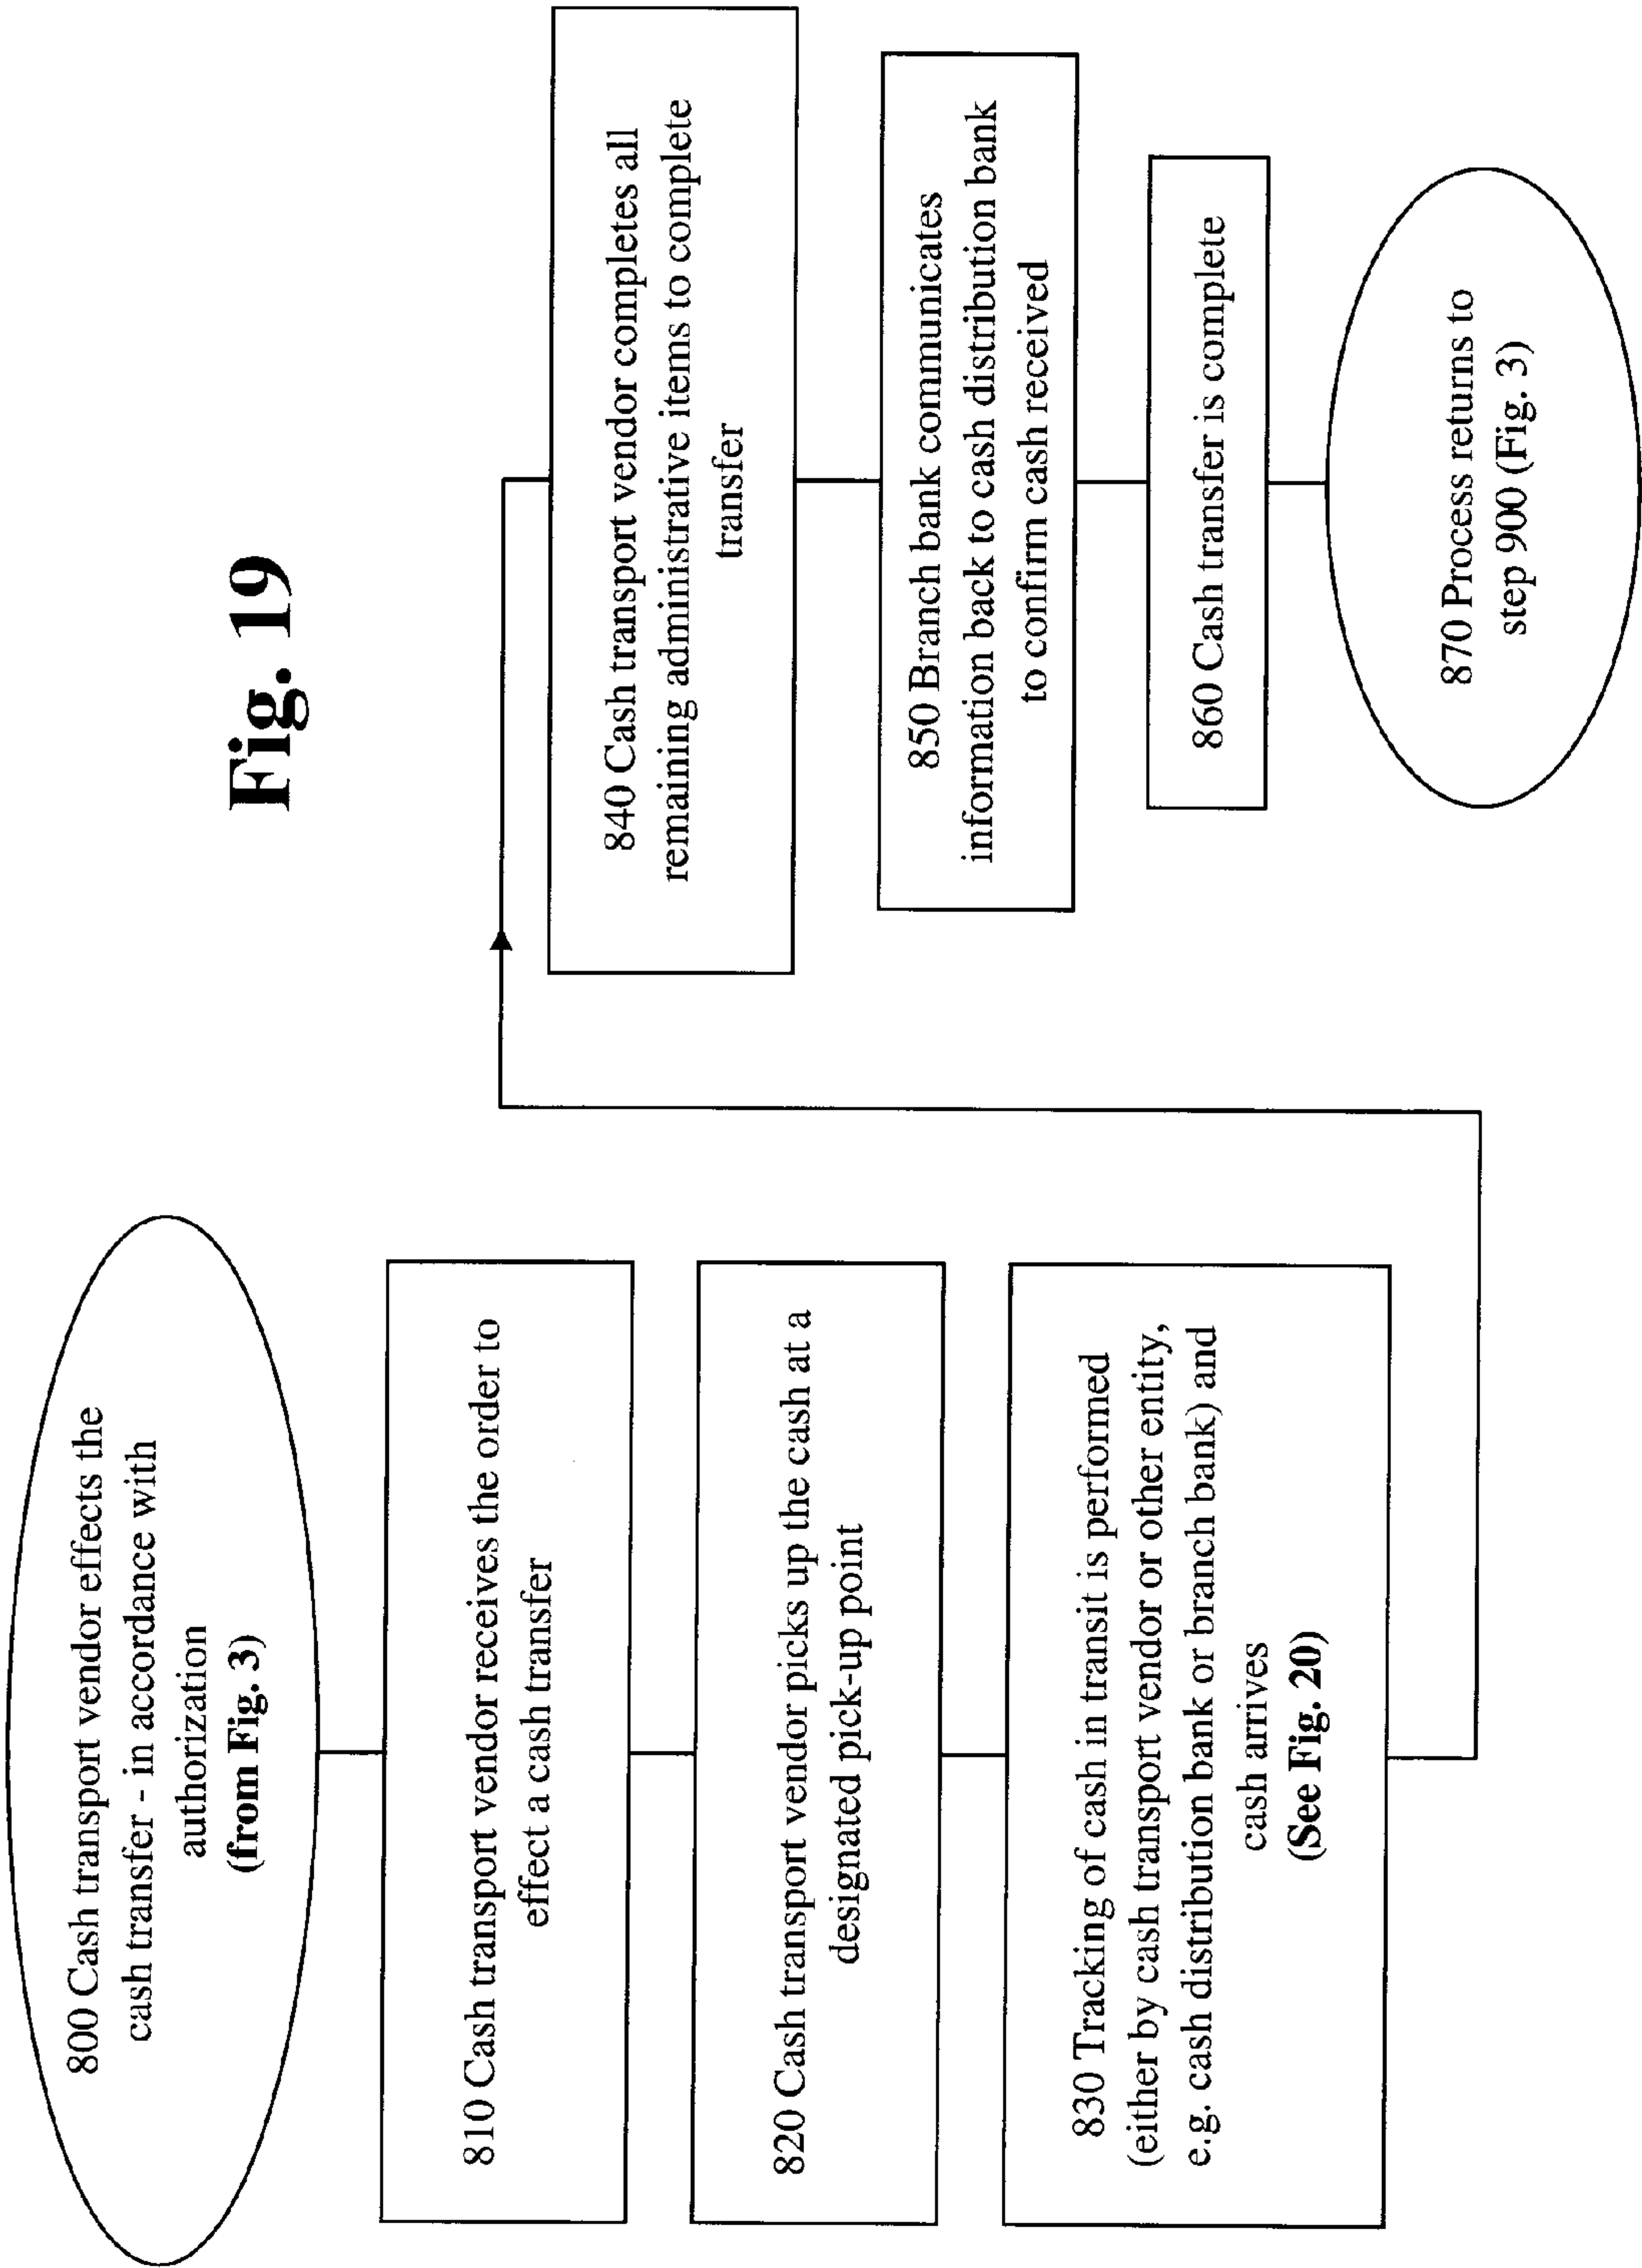 Fig. 19
800 Cash transport vendor effects the
cash transfer - in accordance with
authorization
(from Fig. 3)
810 Cash transport vendor receives the order to
effect a cash transfer
820 Cash transport vendor picks up the cash at a
designated pick-up point
830 Tracking of cash in transit is performed
(either by cash transport vendor or other entity,
e.g. cash distribution bank or branch bank) and
cash arrives
(See Fig. 20)
840 Cash transport vendor completes all
remaining administrative items to complete
transfer
850 Branch bank communicates
information back to cash distribution bank
to confirm cash received
860 Cash transfer is complete
870 Process returns to
step 900 (Fig. 3)